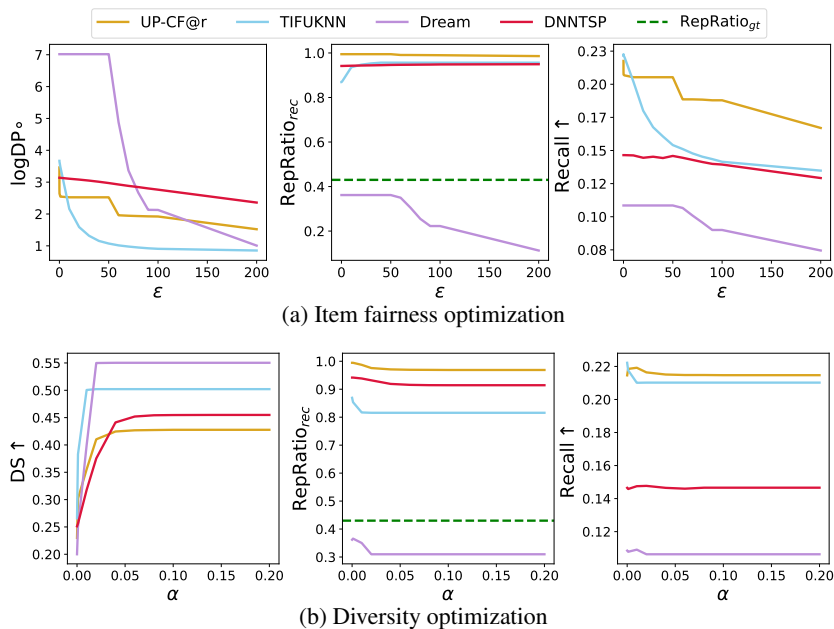 UP-CF@r TIFUKNN Dream DNNTSP RepRatio_gt
logDP∘
7
6
5
4
3
2
1
0 50 100 150 200
ε
RepRatio_rec
1.0
0.8
0.6
0.4
0.2
0 50 100 150 200
ε
Recall ↑
0.23
0.20
0.17
0.15
0.12
0.10
0.08
0 50 100 150 200
ε
(a) Item fairness optimization
DS ↑
0.55
0.50
0.45
0.40
0.35
0.30
0.25
0.20
0.00 0.05 0.10 0.15 0.20
α
RepRatio_rec
1.0
0.9
0.8
0.7
0.6
0.5
0.4
0.3
0.00 0.05 0.10 0.15 0.20
α
Recall ↑
0.22
0.20
0.18
0.16
0.14
0.12
0.00 0.05 0.10 0.15 0.20
α
(b) Diversity optimization